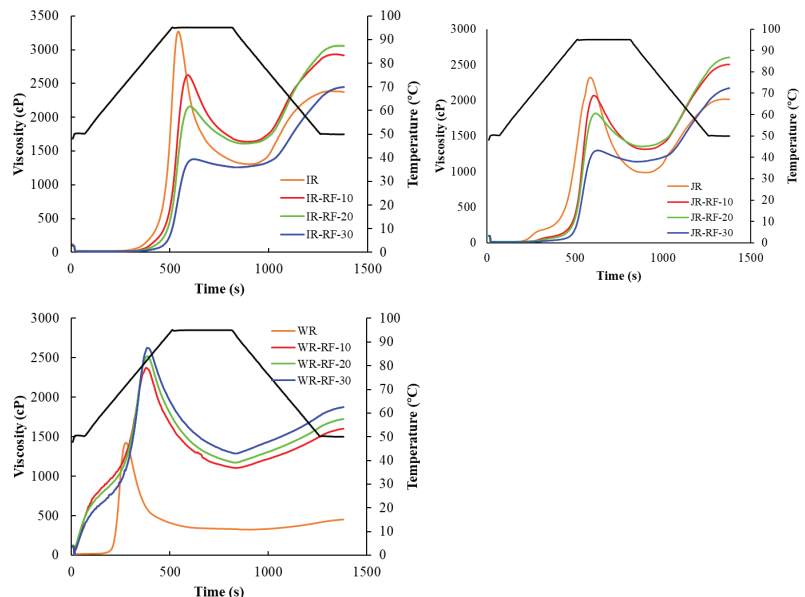 3500
3000
2500
2000
1500
1000
500
0
Viscosity (cP)
100
90
80
70
60
50
40
30
20
10
0
Temperature (°C)
IR
IR-RF-10
IR-RF-20
IR-RF-30
0 500 1000 1500
Time (s)
3000
2500
2000
1500
1000
500
0
Viscosity (cP)
100
90
80
70
60
50
40
30
20
10
0
Temperature (°C)
JR
JR-RF-10
JR-RF-20
JR-RF-30
0 500 1000 1500
Time (s)
3000
2500
2000
1500
1000
500
0
Viscosity (cP)
100
90
80
70
60
50
40
30
20
10
0
Temperature (°C)
WR
WR-RF-10
WR-RF-20
WR-RF-30
0 500 1000 1500
Time (s)